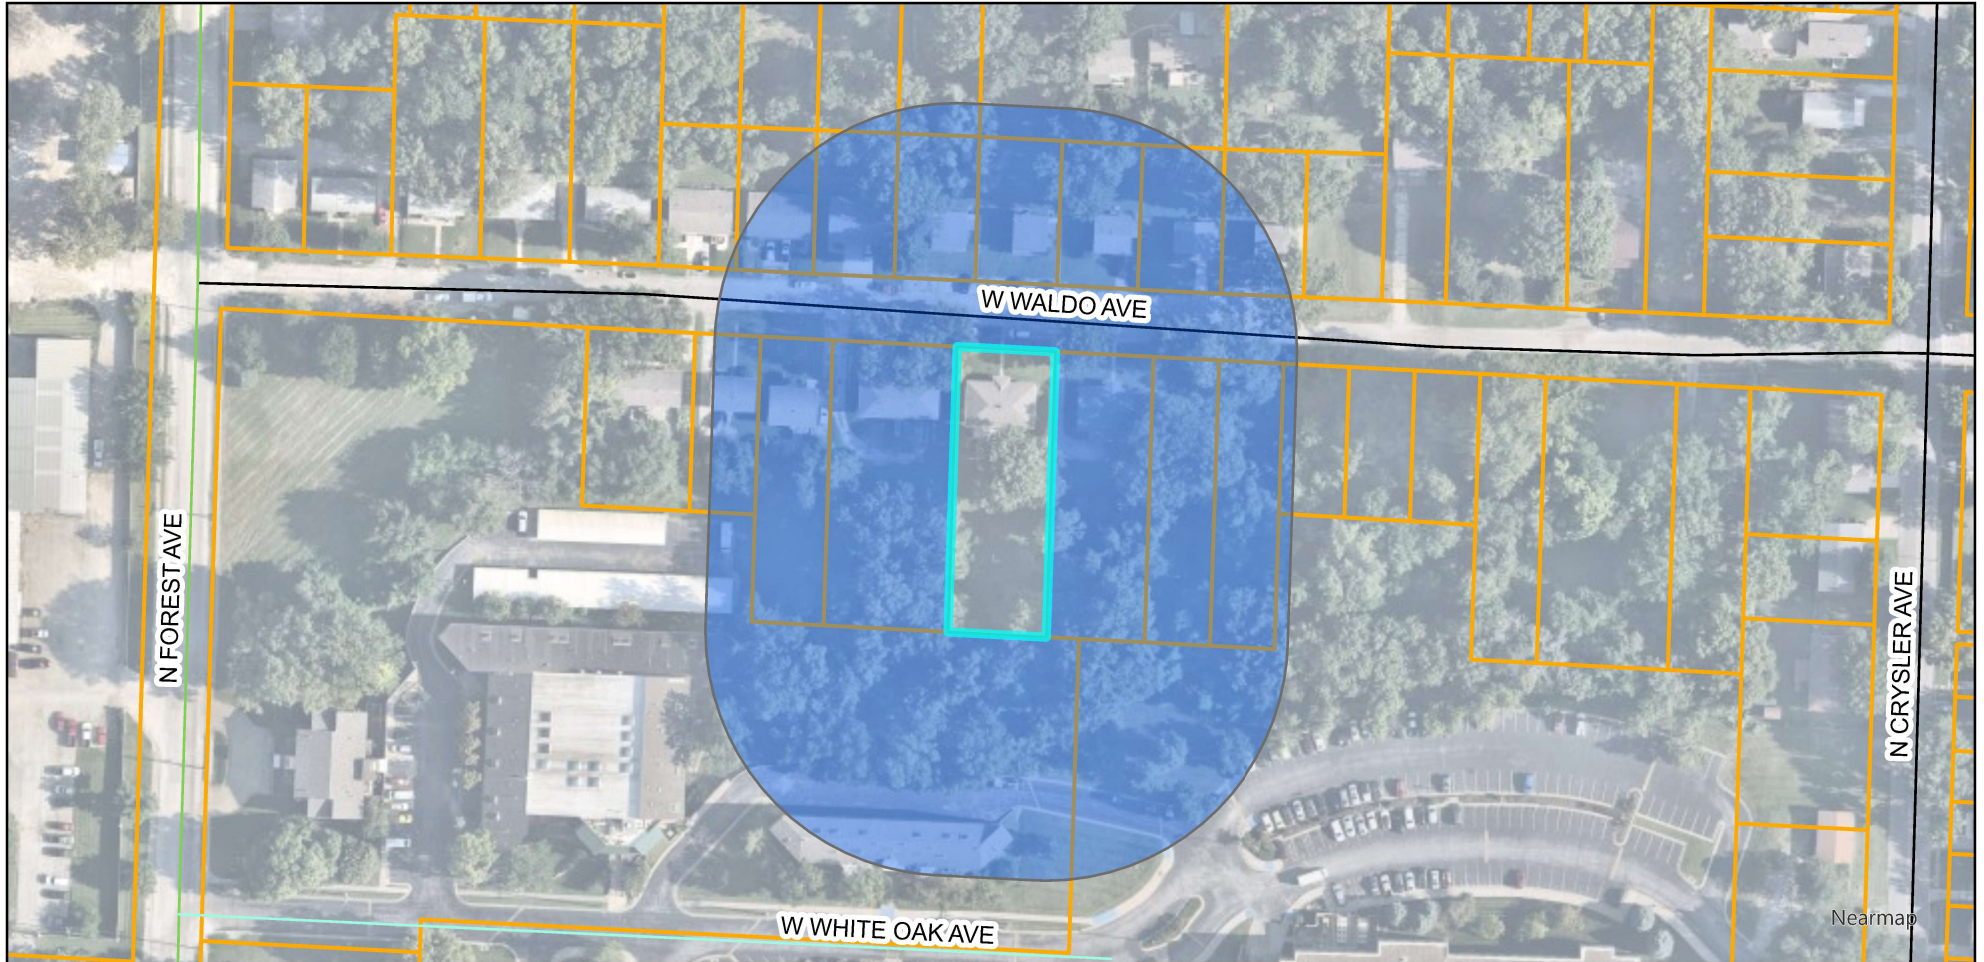 W WALDO AVE
N FOREST AVE
N CRYSLER AVE
W WHITE OAK AVE
Nearmap